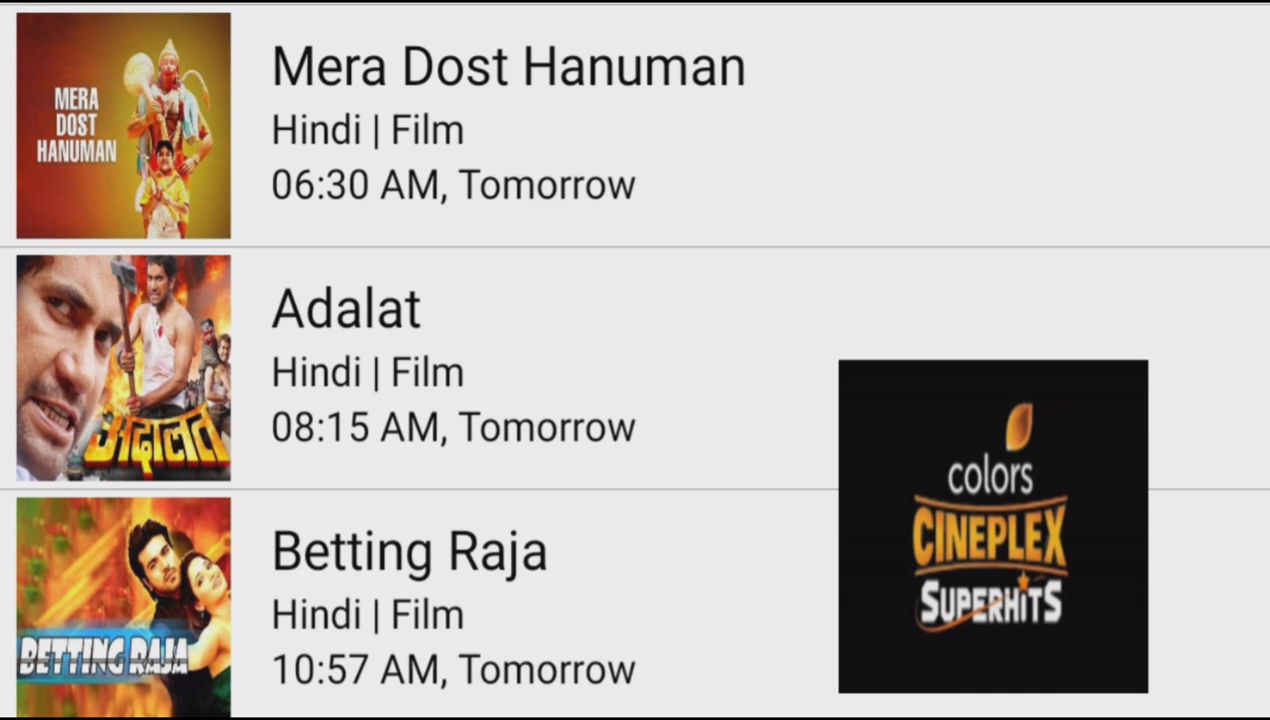 MERA
DOST
HANUMAN
Mera Dost Hanuman
Hindi | Film
06:30 AM, Tomorrow
अदालत
Adalat
Hindi | Film
08:15 AM, Tomorrow
BETTING RAJA
Betting Raja
Hindi | Film
10:57 AM, Tomorrow
colors
CINEPLEX
SUPERHITS